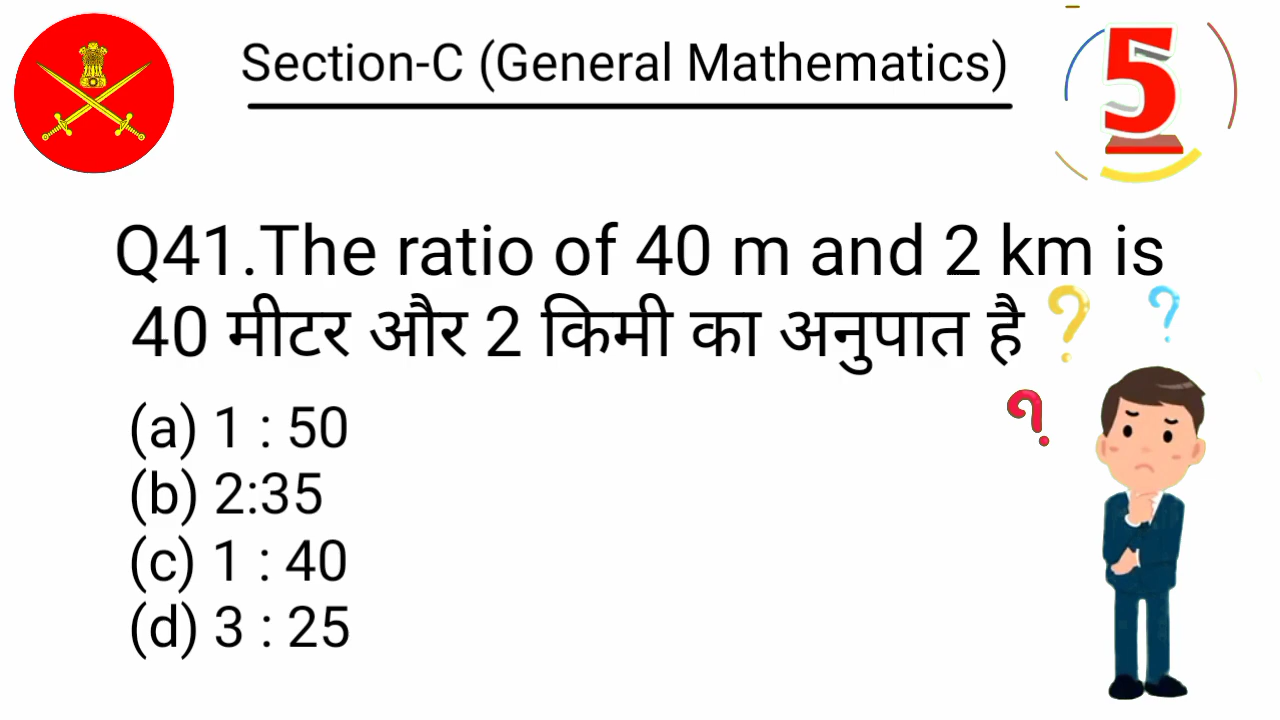 Section-C (General Mathematics)
5
Q41.The ratio of 40 m and 2 km is
40 मीटर और 2 किमी का अनुपात है
(a) 1 : 50
(b) 2:35
(c) 1 : 40
(d) 3 : 25